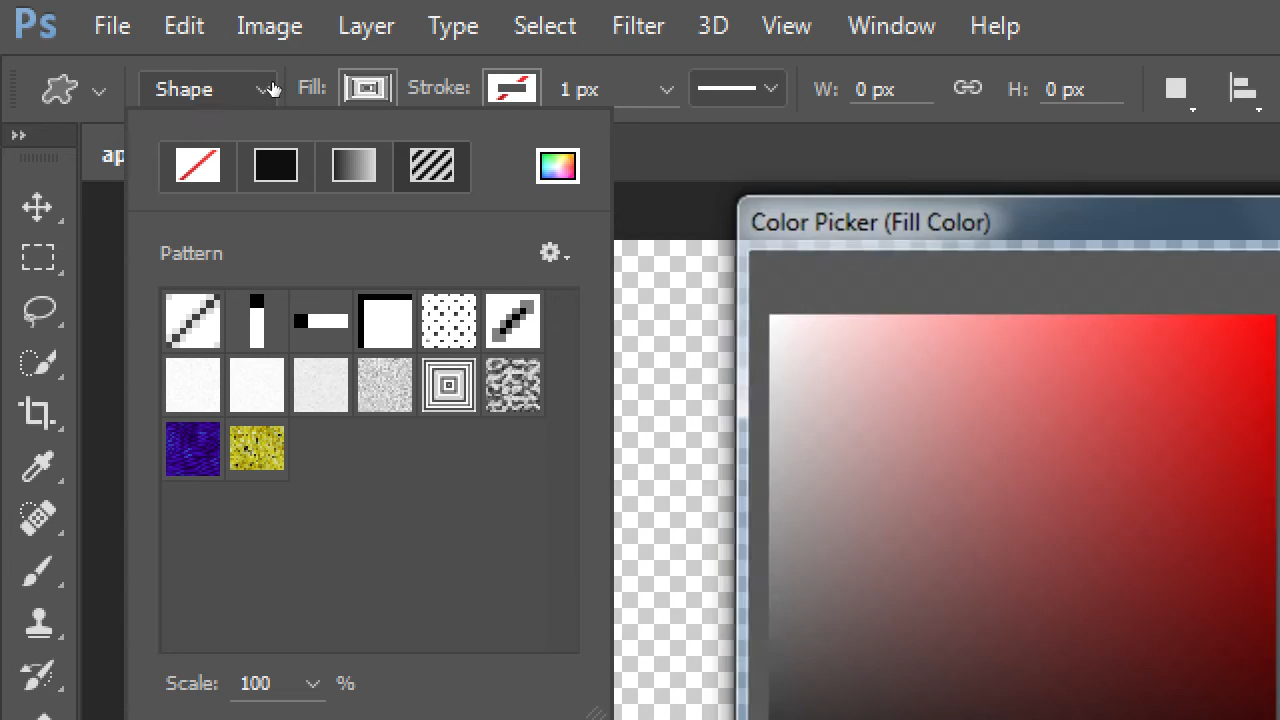 Ps File Edit Image Layer Type Select Filter 3D View Window Help
Shape Fill: Stroke: 1 px W: 0 px H: 0 px
ap
Color Picker (Fill Color)
Pattern
Scale: 100 %